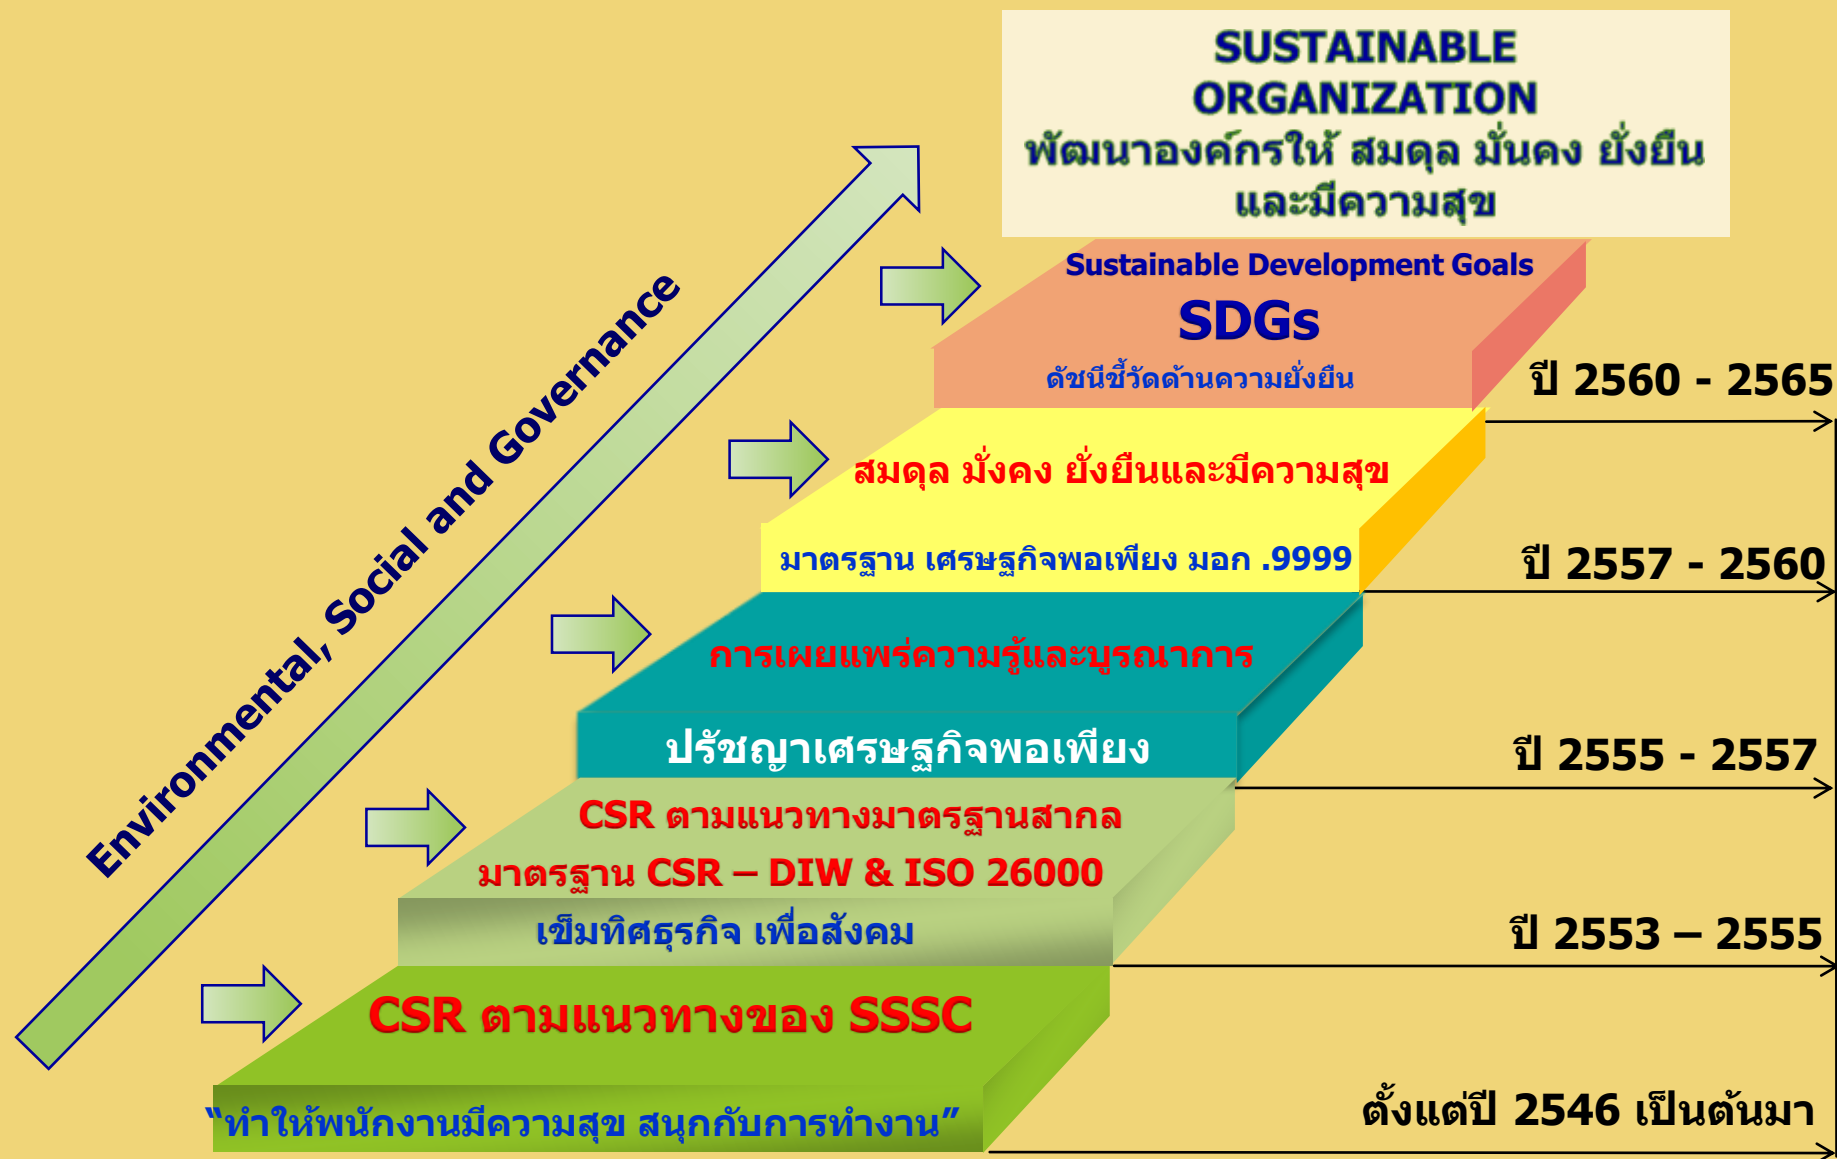 SUSTAINABLE
ORGANIZATION
พัฒนาองค์กรให้ สมดุล มั่นคง ยั่งยืน
และมีความสุข
Environmental, Social and Governance
Sustainable Development Goals
SDGs
ดัชนีชี้วัดด้านความยั่งยืน
ปี 2560 - 2565
สมดุล มั่งคง ยั่งยืนและมีความสุข
มาตรฐาน เศรษฐกิจพอเพียง มอก .9999
ปี 2557 - 2560
การเผยแพร่ความรู้และบูรณาการ
ปรัชญาเศรษฐกิจพอเพียง
ปี 2555 - 2557
CSR ตามแนวทางมาตรฐานสากล
มาตรฐาน CSR – DIW & ISO 26000
เข็มทิศธุรกิจ เพื่อสังคม
ปี 2553 – 2555
CSR ตามแนวทางของ SSSC
“ทำให้พนักงานมีความสุข สนุกกับการทำงาน”
ตั้งแต่ปี 2546 เป็นต้นมา